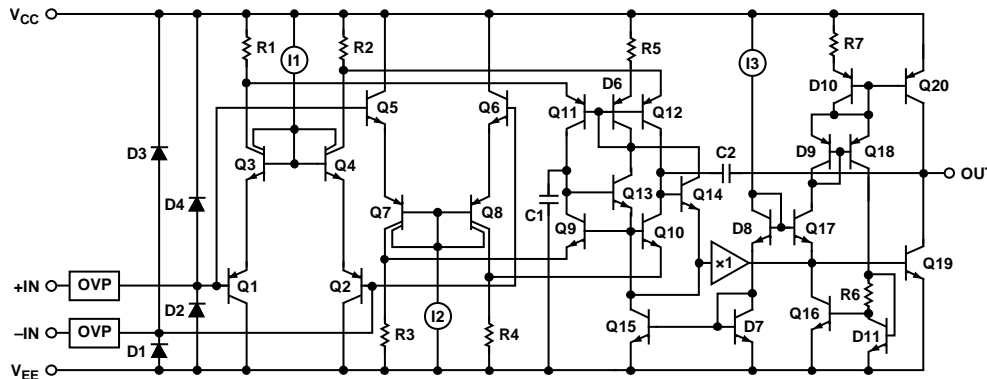 VCC
R1
I1
R2
R5
I3
R7
D6
D10
Q20
Q5
Q6
Q11
Q12
D3
Q3
Q4
D9
Q18
C2
OUT
D4
Q13
Q14
C1
Q7
Q8
Q9
Q10
D8
Q17
×1
Q19
+IN
OVP
Q1
Q2
D2
I2
R6
–IN
OVP
R3
R4
Q15
D7
Q16
D11
D1
VEE